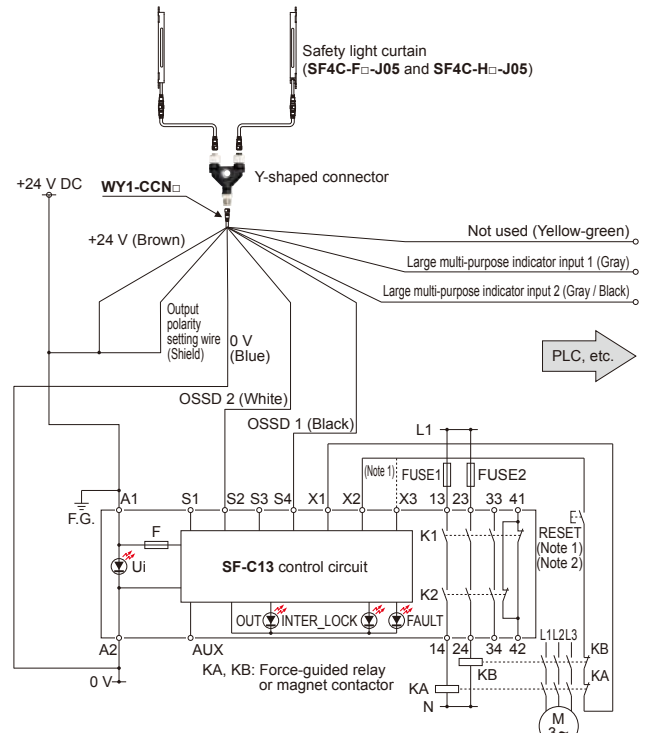 Safety light curtain
(SF4C-F□-J05 and SF4C-H□-J05)
Y-shaped connector
+24 V DC
WY1-CCN□
+24 V (Brown)
Not used (Yellow-green)
Large multi-purpose indicator input 1 (Gray)
Large multi-purpose indicator input 2 (Gray / Black)
Output
polarity
setting wire
(Shield)
0 V
(Blue)
PLC, etc.
OSSD 2 (White)
OSSD 1 (Black)
L1
(Note 1)
FUSE1
FUSE2
F.G.
A1
S1
S2
S3
S4
X1
X2
X3
13
23
33
41
RESET
(Note 1)
(Note 2)
F
Ui
SF-C13 control circuit
K1
K2
OUT
INTER_LOCK
FAULT
A2
AUX
14
24
34
42
L1
L2
L3
KB
KA
0 V
KA, KB: Force-guided relay
or magnet contactor
KA
KB
N
M
3~